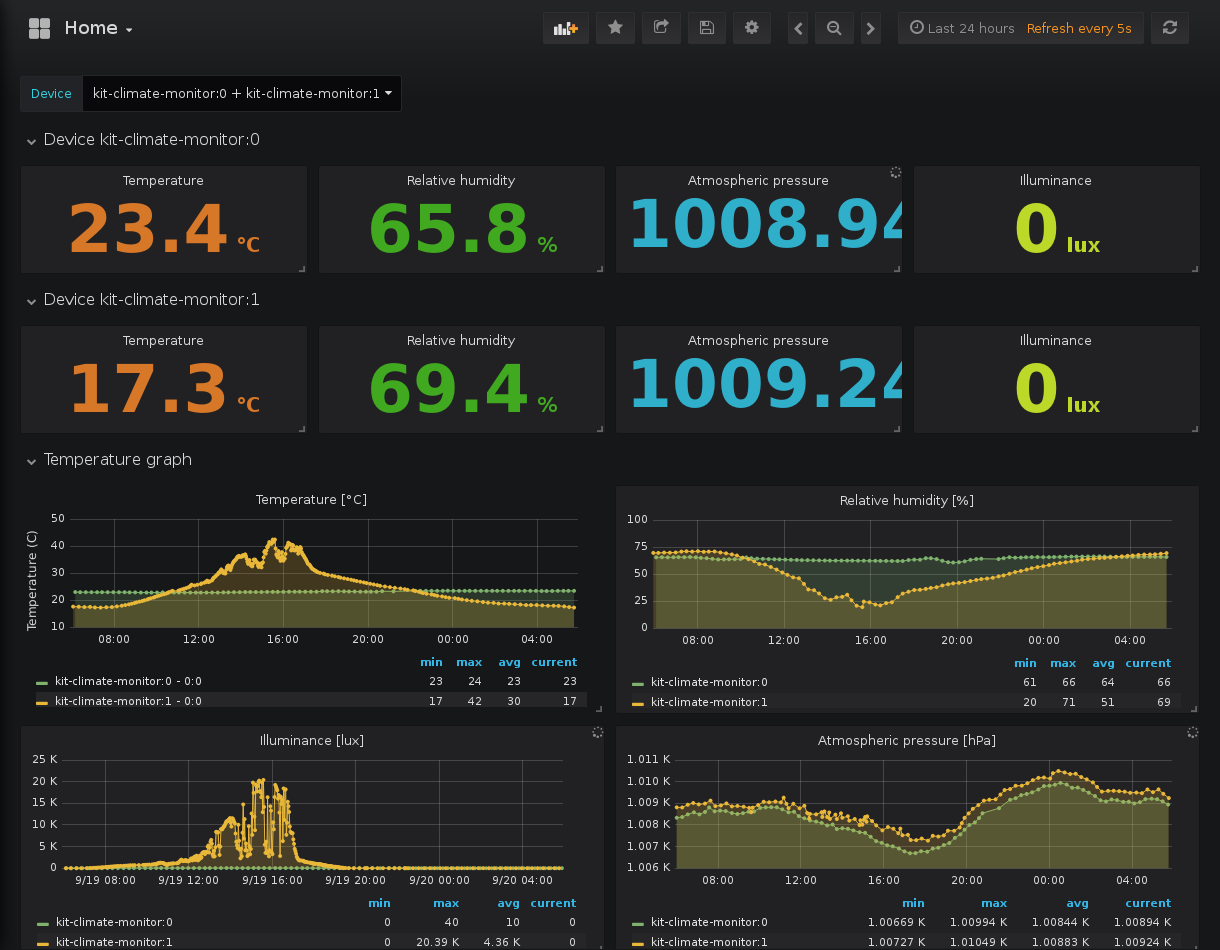 Home
Last 24 hours Refresh every 5s
Device kit-climate-monitor:0 + kit-climate-monitor:1
Device kit-climate-monitor:0
Temperature Relative humidity Atmospheric pressure Illuminance
23.4 °C 65.8 % 1008.94 0 lux
Device kit-climate-monitor:1
Temperature Relative humidity Atmospheric pressure Illuminance
17.3 °C 69.4 % 1009.24 0 lux
Temperature graph
Temperature [°C]
Temperature (C)
50
40
30
20
10
08:00 12:00 16:00 20:00 00:00 04:00
min max avg current
kit-climate-monitor:0 - 0:0 23 24 23 23
kit-climate-monitor:1 - 0:0 17 42 30 17
Relative humidity [%]
100
75
50
25
0
08:00 12:00 16:00 20:00 00:00 04:00
min max avg current
kit-climate-monitor:0 61 66 64 66
kit-climate-monitor:1 20 71 51 69
Illuminance [lux]
25 K
20 K
15 K
10 K
5 K
0
9/19 08:00 9/19 12:00 9/19 16:00 9/19 20:00 9/20 00:00 9/20 04:00
min max avg current
kit-climate-monitor:0 0 40 10 0
kit-climate-monitor:1 0 20.39 K 4.36 K 0
Atmospheric pressure [hPa]
1.011 K
1.010 K
1.009 K
1.008 K
1.007 K
1.006 K
08:00 12:00 16:00 20:00 00:00 04:00
min max avg current
kit-climate-monitor:0 1.00669 K 1.00994 K 1.00844 K 1.00894 K
kit-climate-monitor:1 1.00727 K 1.01049 K 1.00883 K 1.00924 K